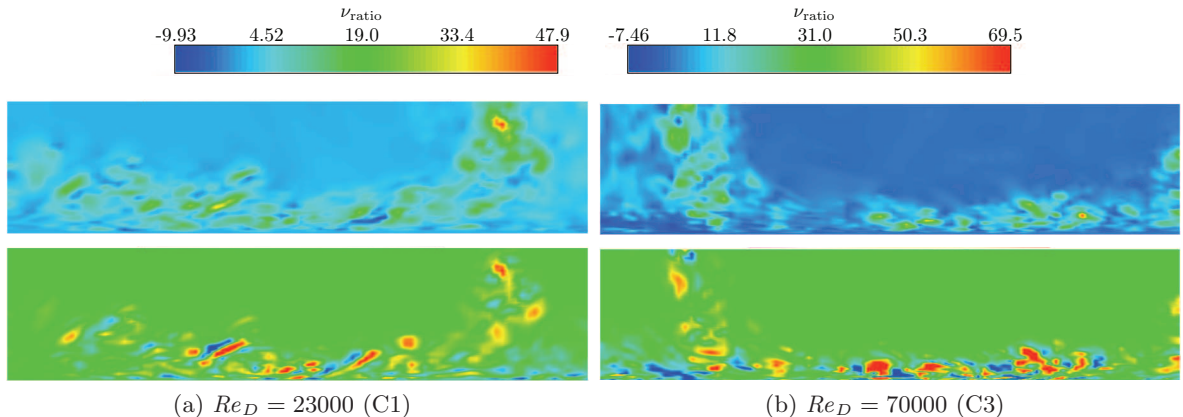 ν_ratio
-9.93 4.52 19.0 33.4 47.9
ν_ratio
-7.46 11.8 31.0 50.3 69.5
(a) Re_D = 23000 (C1)
(b) Re_D = 70000 (C3)